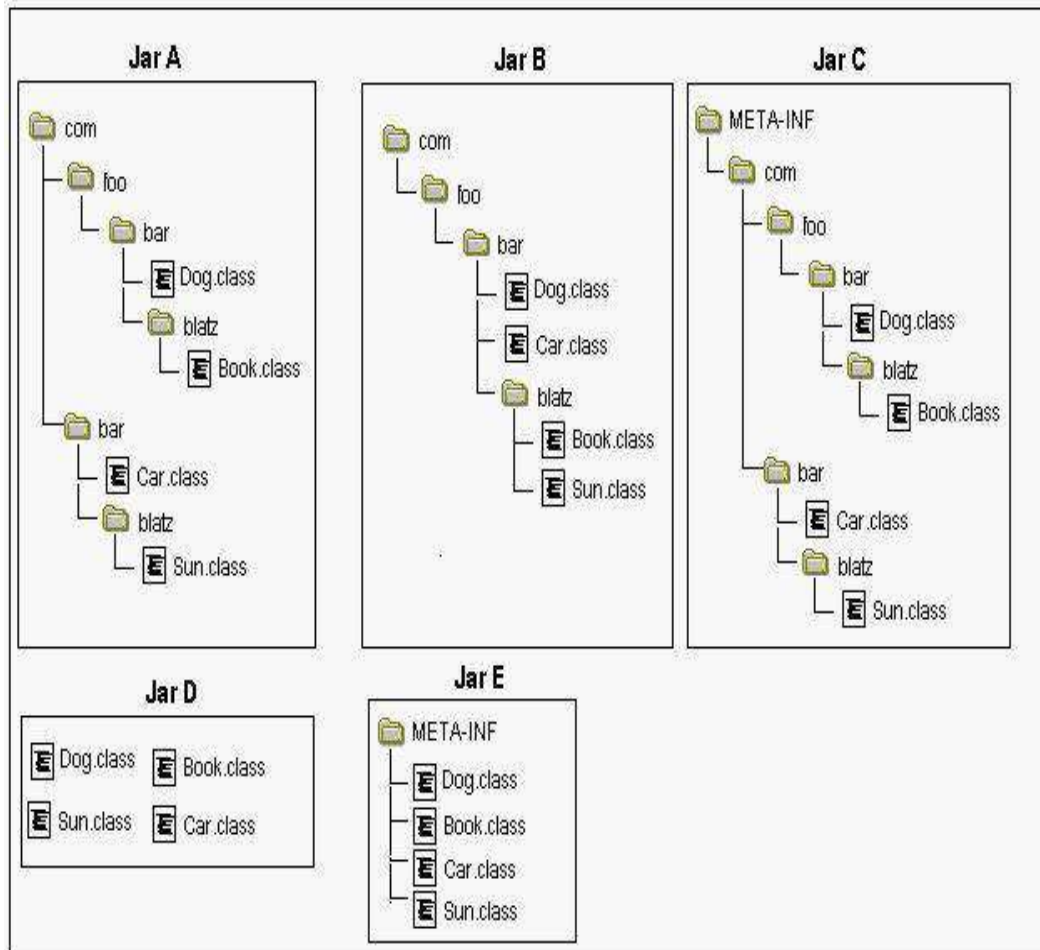 Jar A
com
foo
bar
Dog.class
blatz
Book.class
bar
Car.class
blatz
Sun.class
Jar B
com
foo
bar
Dog.class
Car.class
blatz
Book.class
Sun.class
Jar C
META-INF
com
foo
bar
Dog.class
blatz
Book.class
bar
Car.class
blatz
Sun.class
Jar D
Dog.class
Book.class
Sun.class
Car.class
Jar E
META-INF
Dog.class
Book.class
Car.class
Sun.class